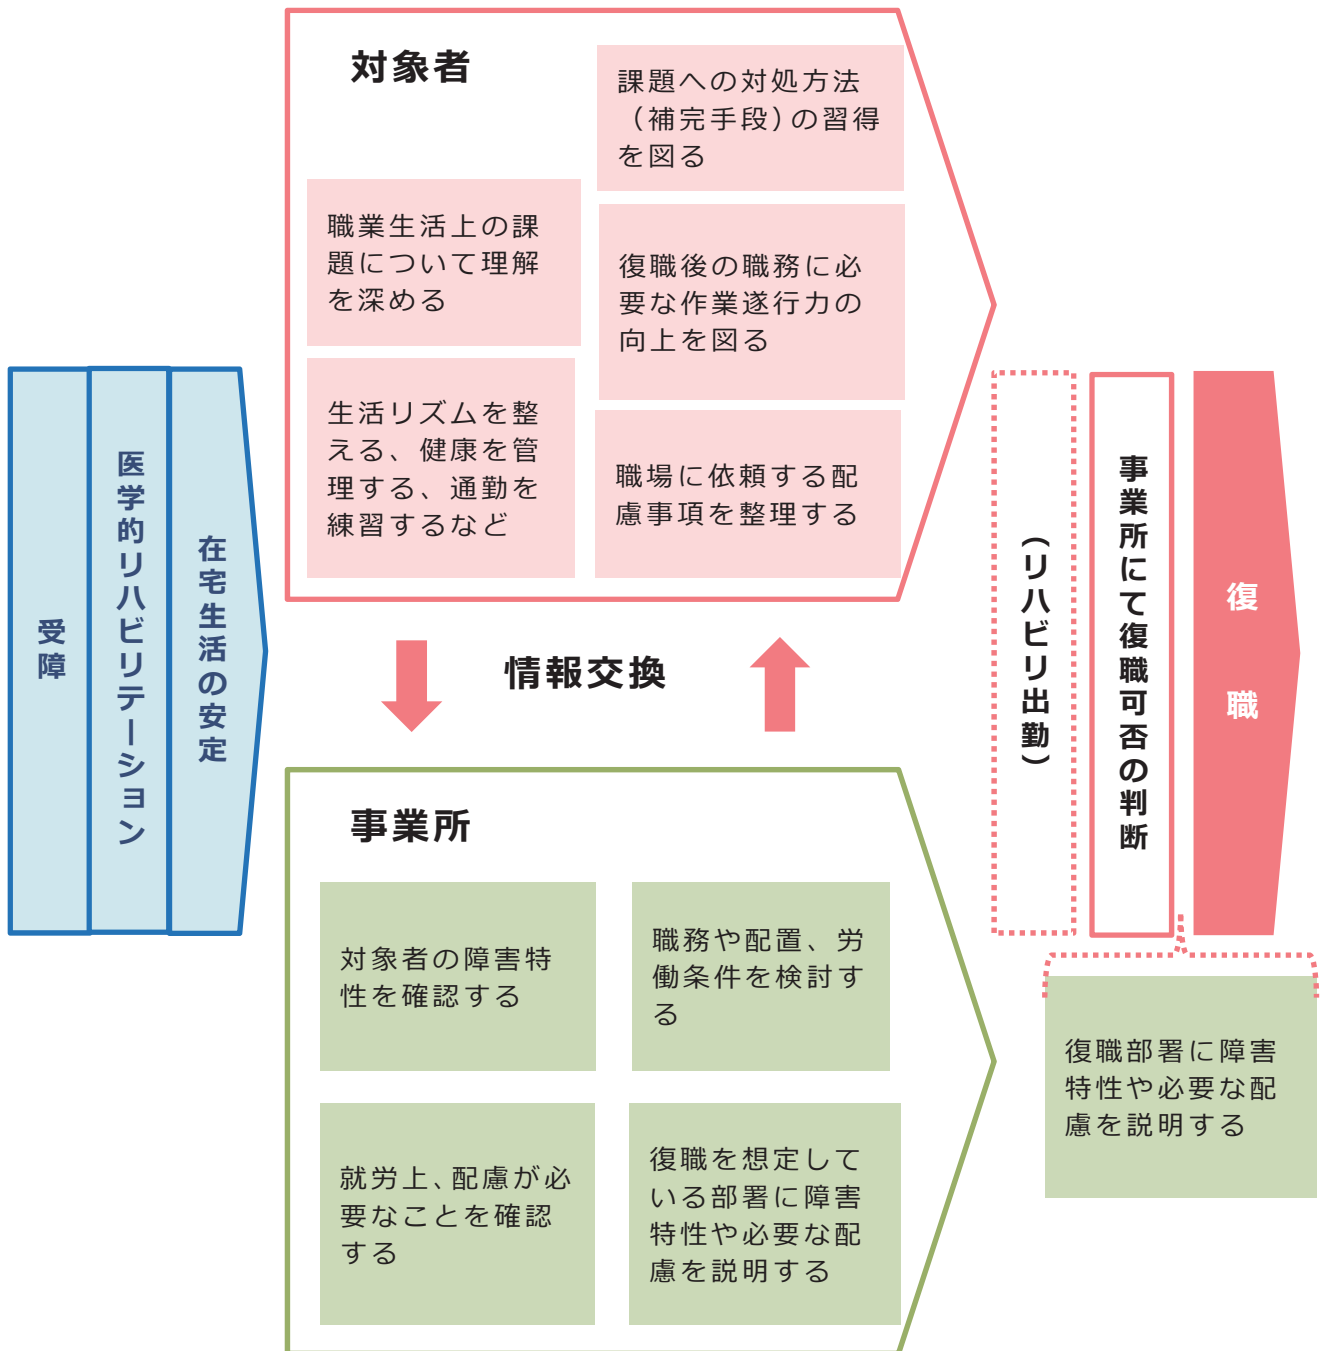 受障
医学的リハビリテーション
在宅生活の安定
対象者
職業生活上の課
題について理解
を深める
生活リズムを整
える、健康を管
理する、通勤を
練習するなど
課題への対処方法
（補完手段）の習得
を図る
復職後の職務に必
要な作業遂行力の
向上を図る
職場に依頼する配
慮事項を整理する
情報交換
事業所
対象者の障害特
性を確認する
就労上、配慮が必
要なことを確認
する
職務や配置、労
働条件を検討す
る
復職を想定して
いる部署に障害
特性や必要な配
慮を説明する
（リハビリ出勤）
事業所にて復職可否の判断
復職
復職部署に障害
特性や必要な配
慮を説明する